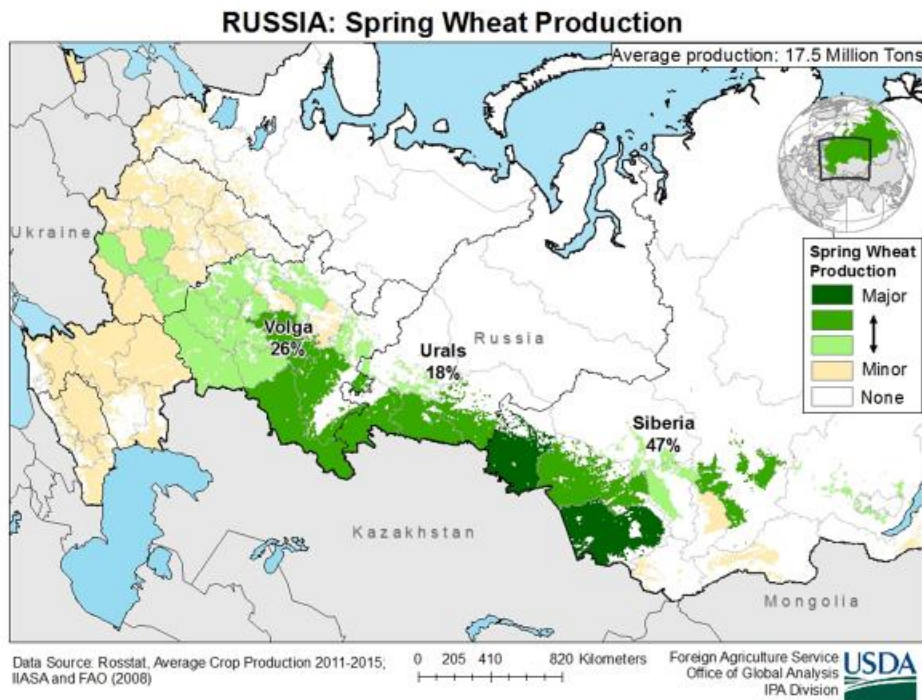 RUSSIA: Spring Wheat Production
Average production: 17.5 Million Tons
Ukraine
Spring Wheat
Production
Major
Minor
None
Volga
26%
Urals
18%
Russia
Siberia
47%
Kazakhstan
Mongolia
Data Source: Rosstat, Average Crop Production 2011-2015;
IIASA and FAO (2008)
0 205 410 820 Kilometers
Foreign Agriculture Service
Office of Global Analysis
IPA Division
USDA